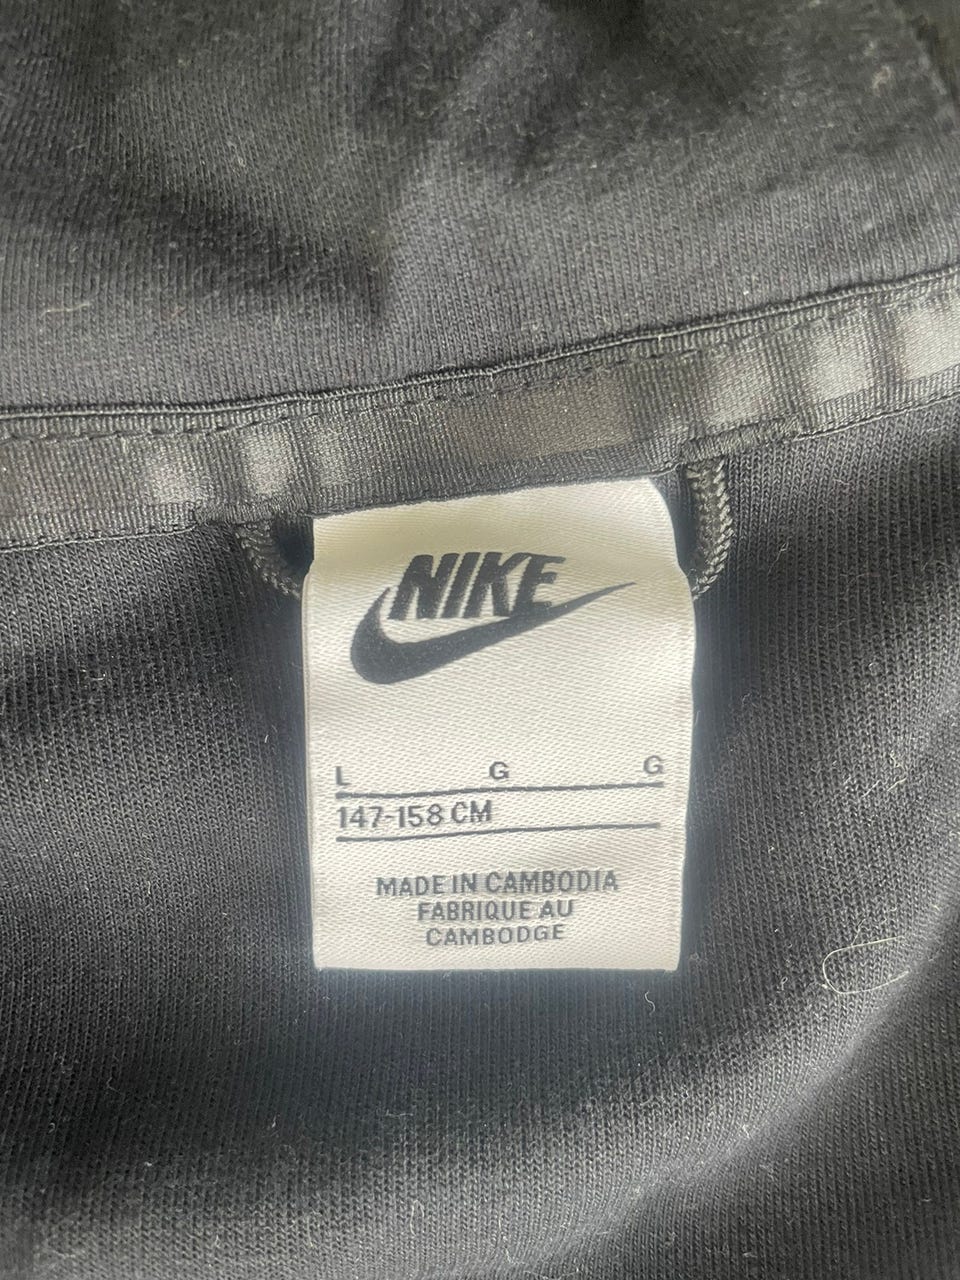 NIKE
L G G
147-158 CM
MADE IN CAMBODIA
FABRIQUE AU
CAMBODGE